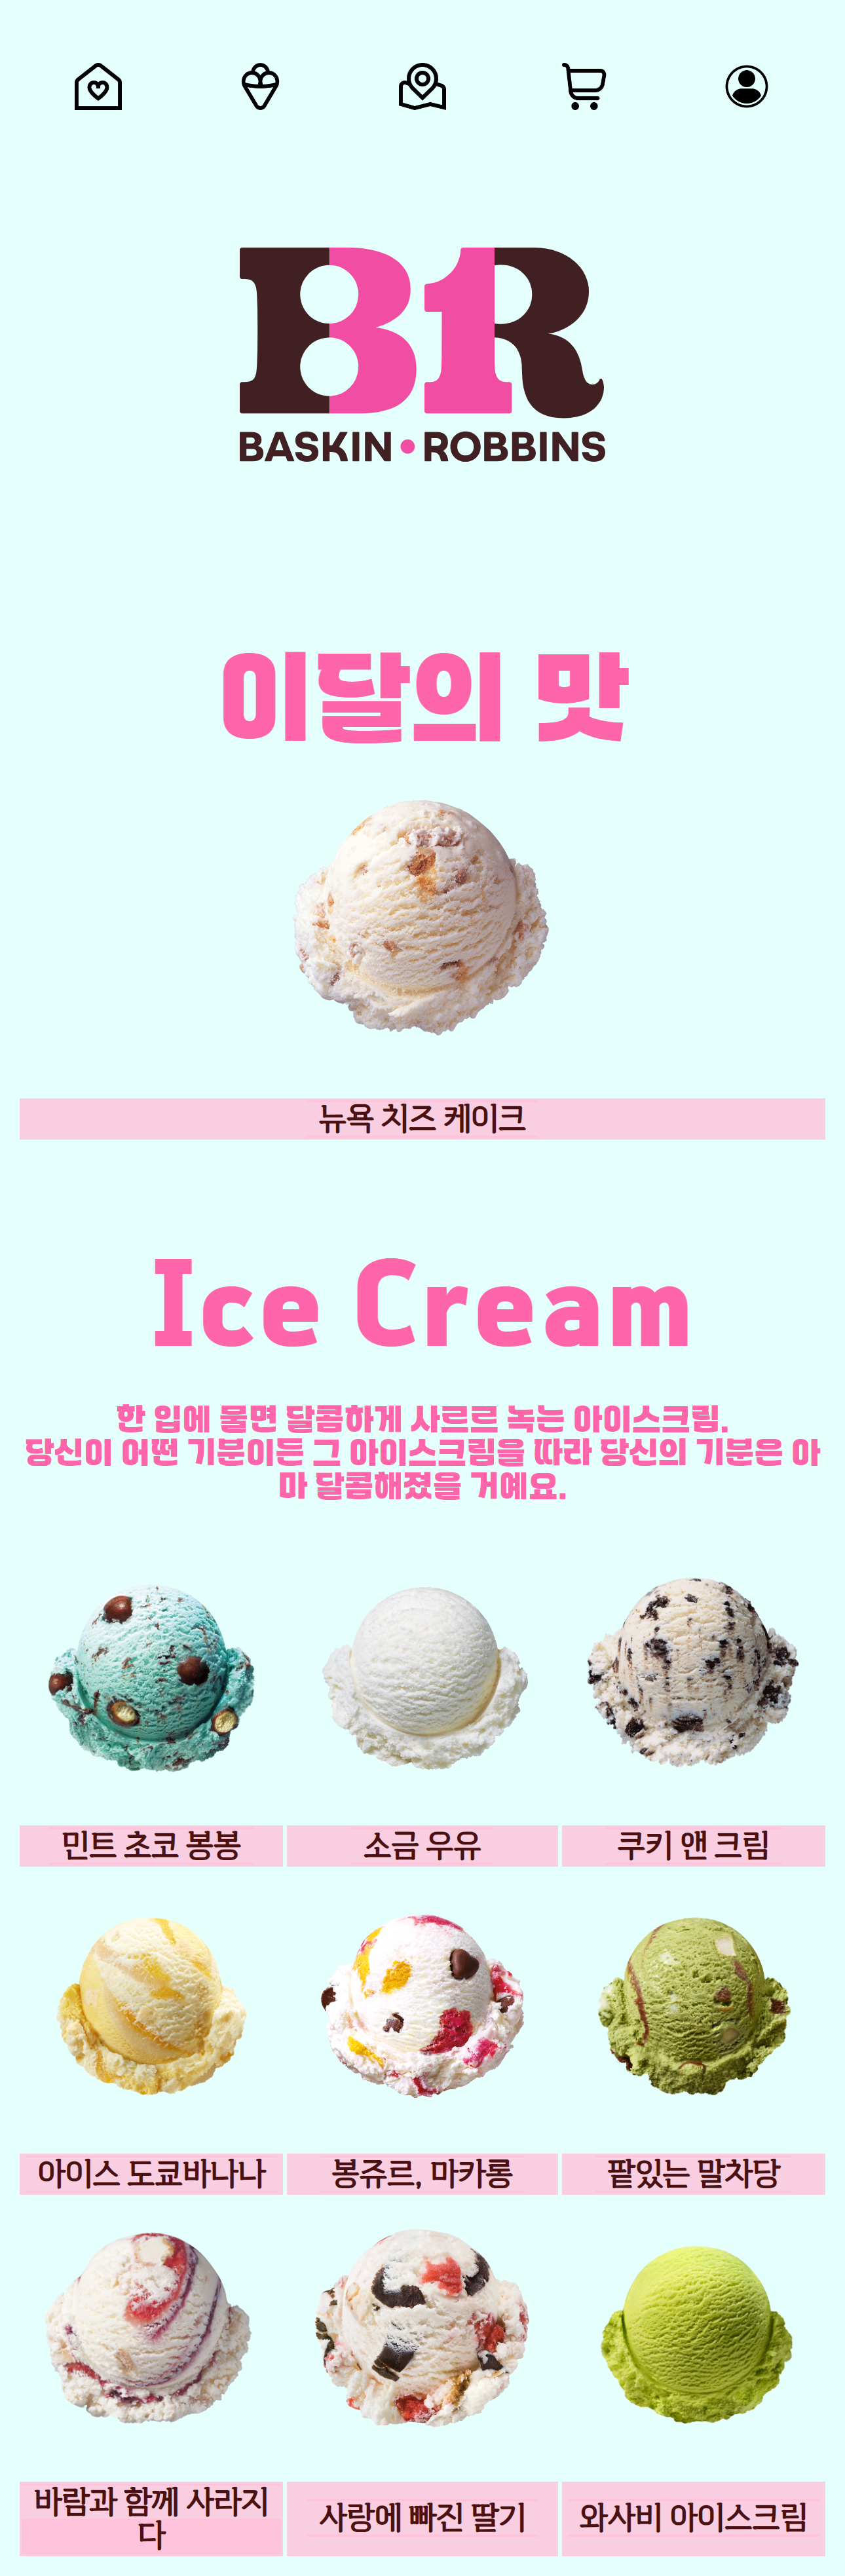 BR
BASKIN•ROBBINS
이달의 맛
뉴욕 치즈 케이크
Ice Cream
한 입에 물면 달콤하게 사르르 녹는 아이스크림.
당신이 어떤 기분이든 그 아이스크림을 따라 당신의 기분은 아
마 달콤해졌을 거예요.
민트 초코 봉봉
소금 우유
쿠키 앤 크림
아이스 도쿄바나나
봉쥬르, 마카롱
팥있는 말차당
바람과 함께 사라지
다
사랑에 빠진 딸기
와사비 아이스크림